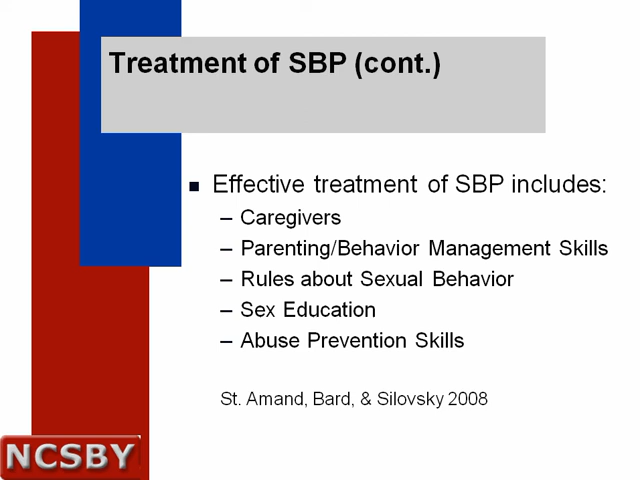 Treatment of SBP (cont.)
Effective treatment of SBP includes:
– Caregivers
– Parenting/Behavior Management Skills
– Rules about Sexual Behavior
– Sex Education
– Abuse Prevention Skills
St. Amand, Bard, & Silovsky 2008
NCSBY